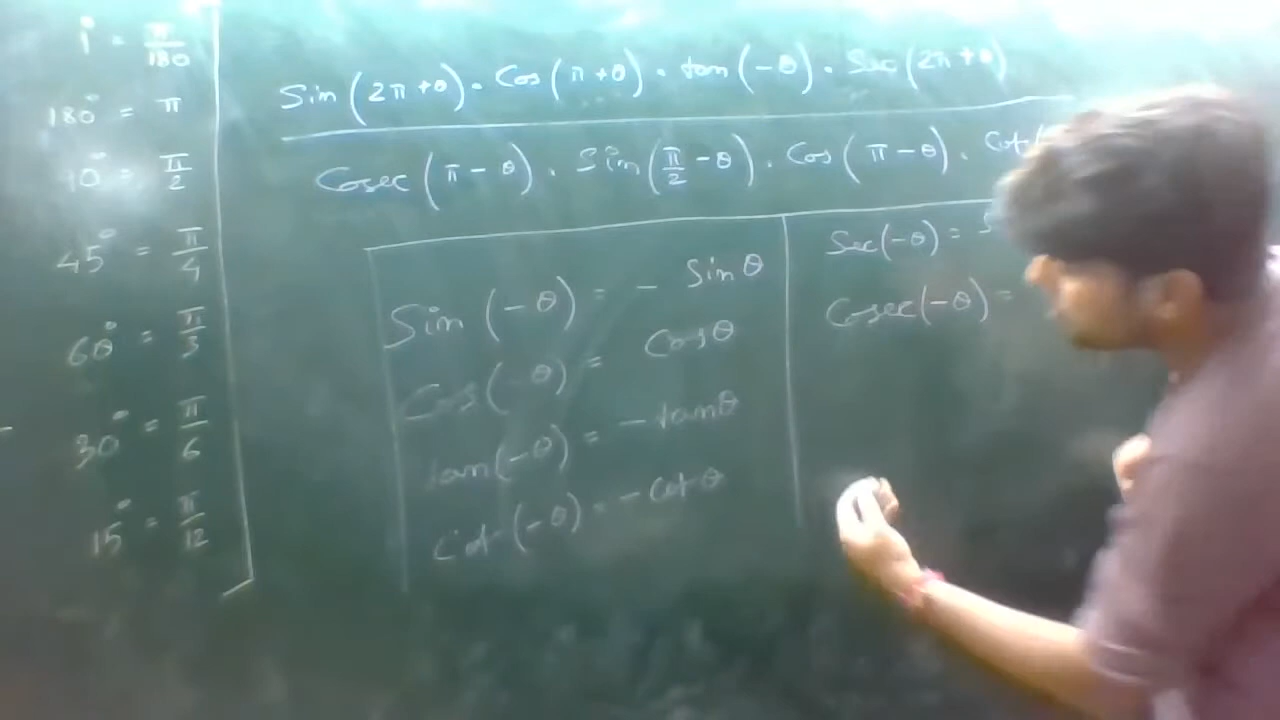 1° = π/180
180° = π
90° = π/2
45° = π/4
60° = π/3
30° = π/6
15° = π/12
Sin(2π+θ). Cos(π+θ). tan(-θ). Sec(2π+θ)
Cosec(π-θ). Sin(π/2-θ). Cos(π-θ). Cot(
Sin(-θ) = - Sinθ
Cos(-θ) = Cosθ
tan(-θ) = -tanθ
Cot(-θ) = -cotθ
Sec(-θ) = S
Cosec(-θ) =